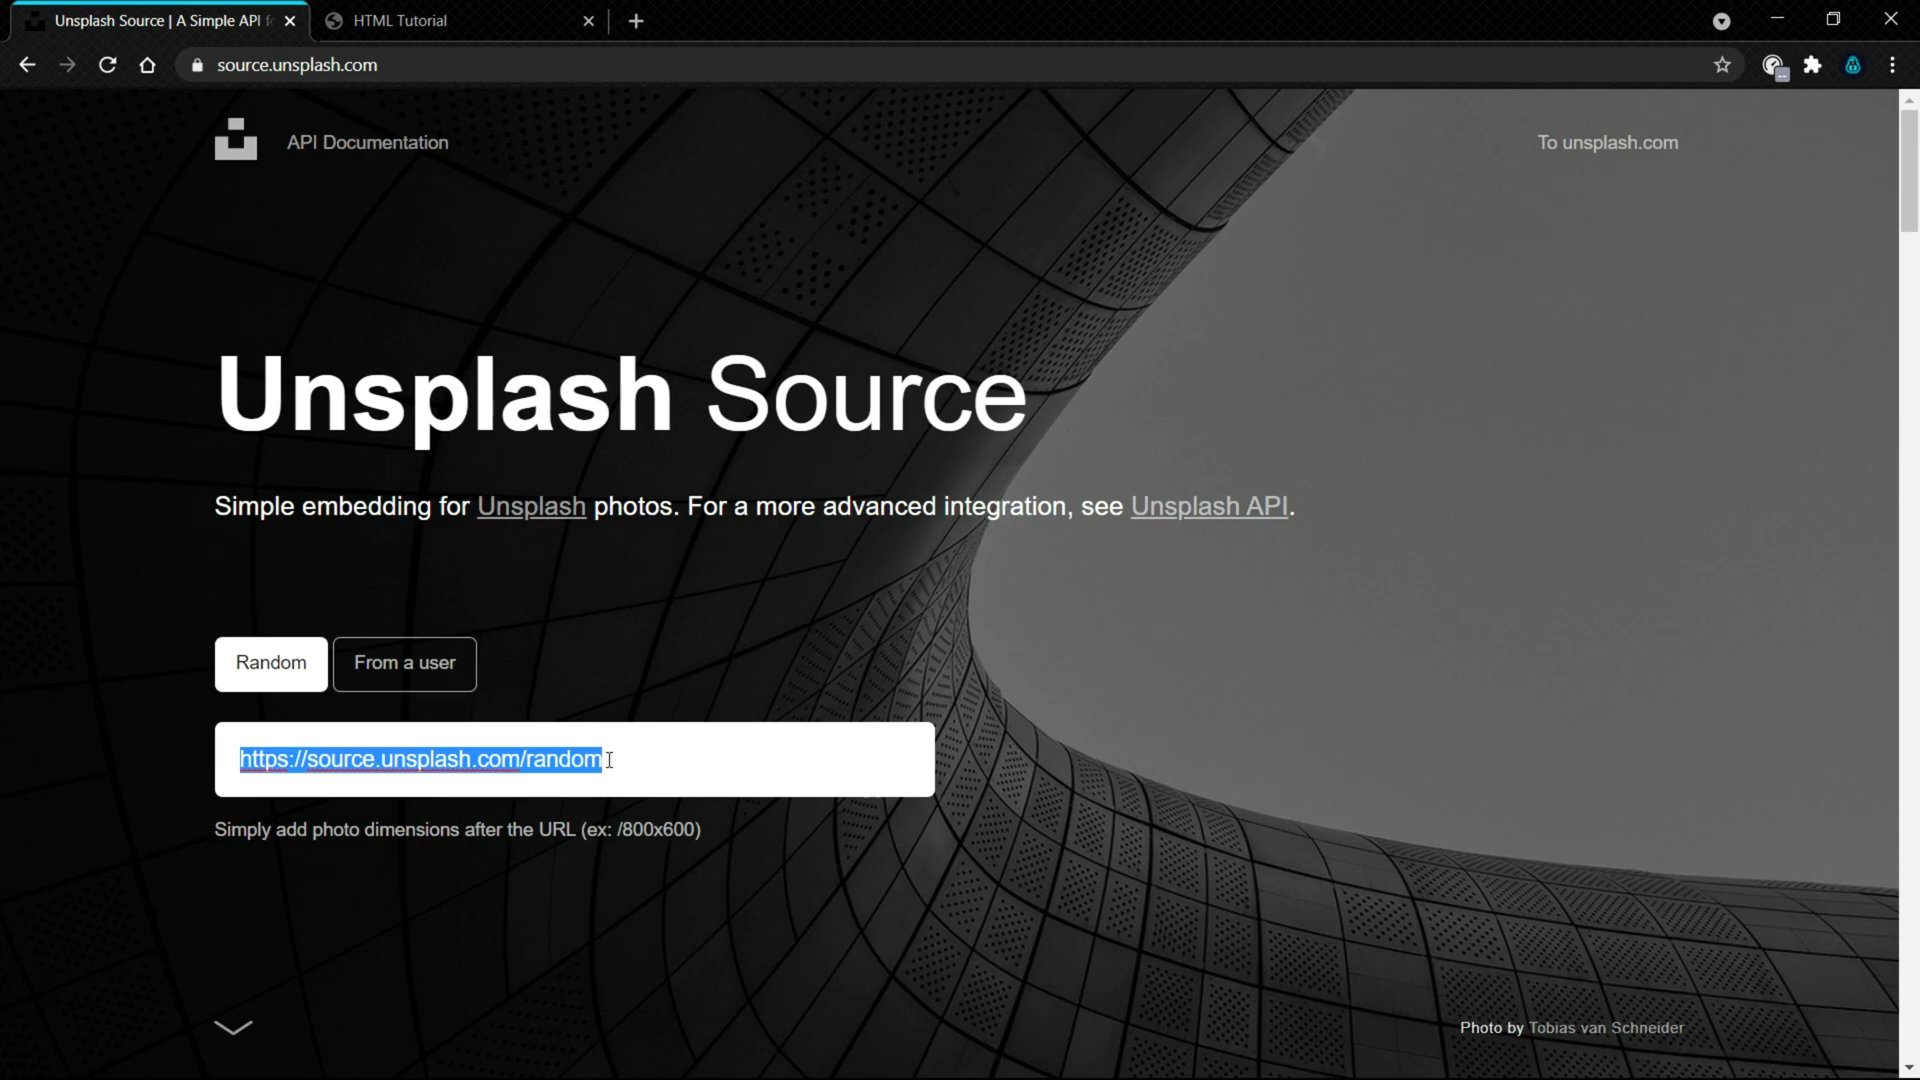 Unsplash Source | A Simple API f
HTML Tutorial
source.unsplash.com
API Documentation
To unsplash.com
Unsplash Source
Simple embedding for Unsplash photos. For a more advanced integration, see Unsplash API.
Random
From a user
https://source.unsplash.com/random
Simply add photo dimensions after the URL (ex: /800x600)
Photo by Tobias van Schneider